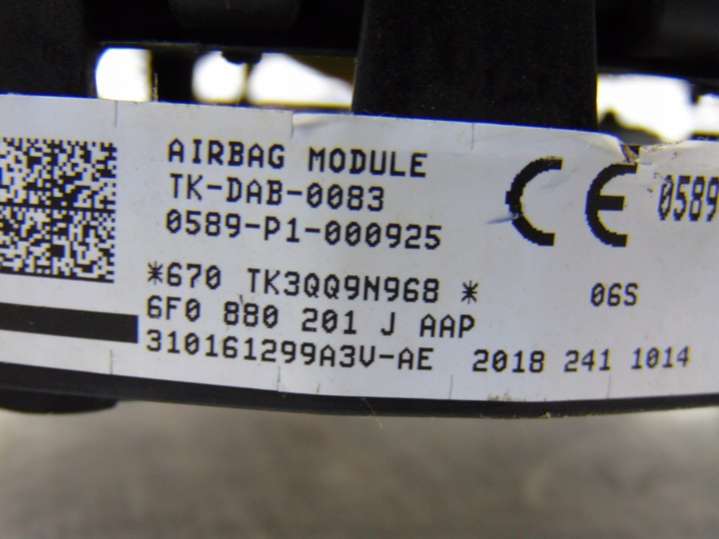 AIRBAG MODULE
TK-DAB-0083
0589-P1-000925
CE 0589
*670 TK3QQ9N968 * 06S
6F0 880 201 J AAP
310161299A3V-AE 2018 241 1014